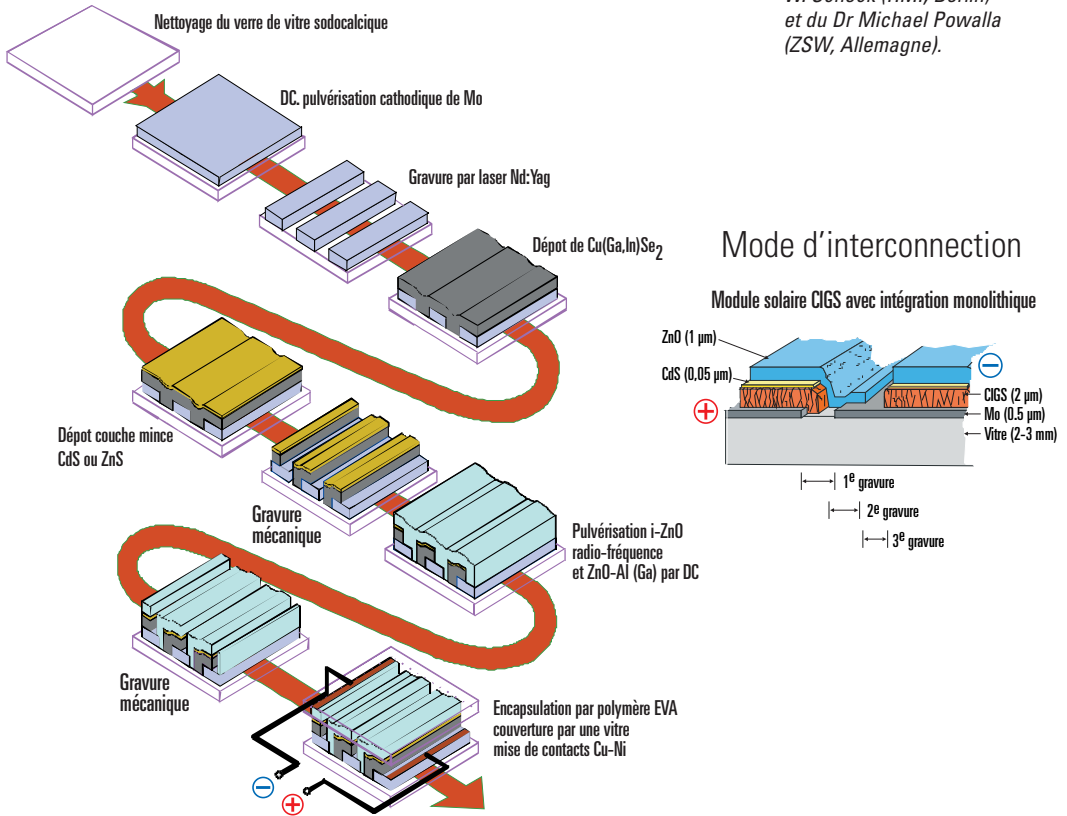 et du Dr Michael Powalla
(ZSW, Allemagne).
Nettoyage du verre de vitre sodocalcique
DC. pulvérisation cathodique de Mo
Gravure par laser Nd:Yag
Dépot de Cu(Ga,In)Se2
Dépot couche mince
CdS ou ZnS
Gravure
mécanique
Pulvérisation i-ZnO
radio-fréquence
et ZnO-Al (Ga) par DC
Gravure
mécanique
Encapsulation par polymère EVA
couverture par une vitre
mise de contacts Cu-Ni
Mode d'interconnection
Module solaire CIGS avec intégration monolithique
ZnO (1 µm)
CdS (0,05 µm)
CIGS (2 µm)
Mo (0.5 µm)
Vitre (2-3 mm)
1e gravure
2e gravure
3e gravure